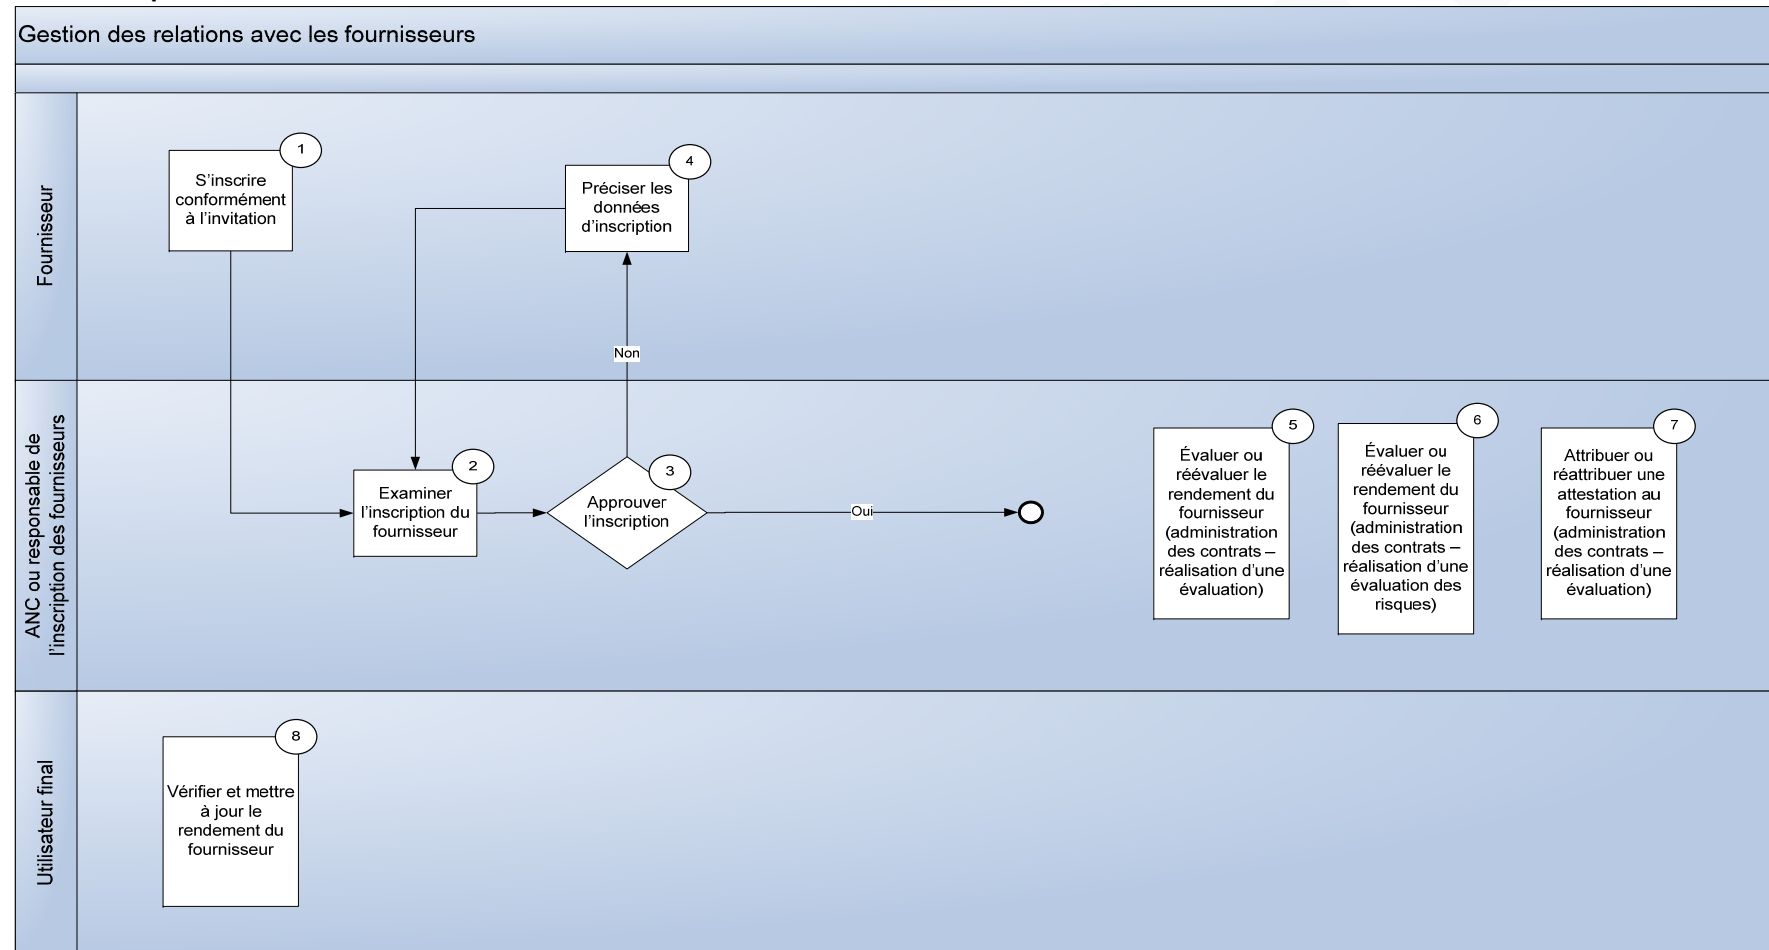 Gestion des relations avec les fournisseurs
Fournisseur
1
S'inscrire
conformément
à l'invitation
4
Préciser les
données
d'inscription
Non
ANC ou responsable de
l'inscription des fournisseurs
2
Examiner
l'inscription du
fournisseur
3
Approuver
l'inscription
Oui
5
Évaluer ou
réévaluer le
rendement du
fournisseur
(administration
des contrats –
réalisation d'une
évaluation)
6
Évaluer ou
réévaluer le
rendement du
fournisseur
(administration
des contrats –
réalisation d'une
évaluation des
risques)
7
Attribuer ou
réattribuer une
attestation au
fournisseur
(administration
des contrats –
réalisation d'une
évaluation)
Utilisateur final
8
Vérifier et mettre
à jour le
rendement du
fournisseur